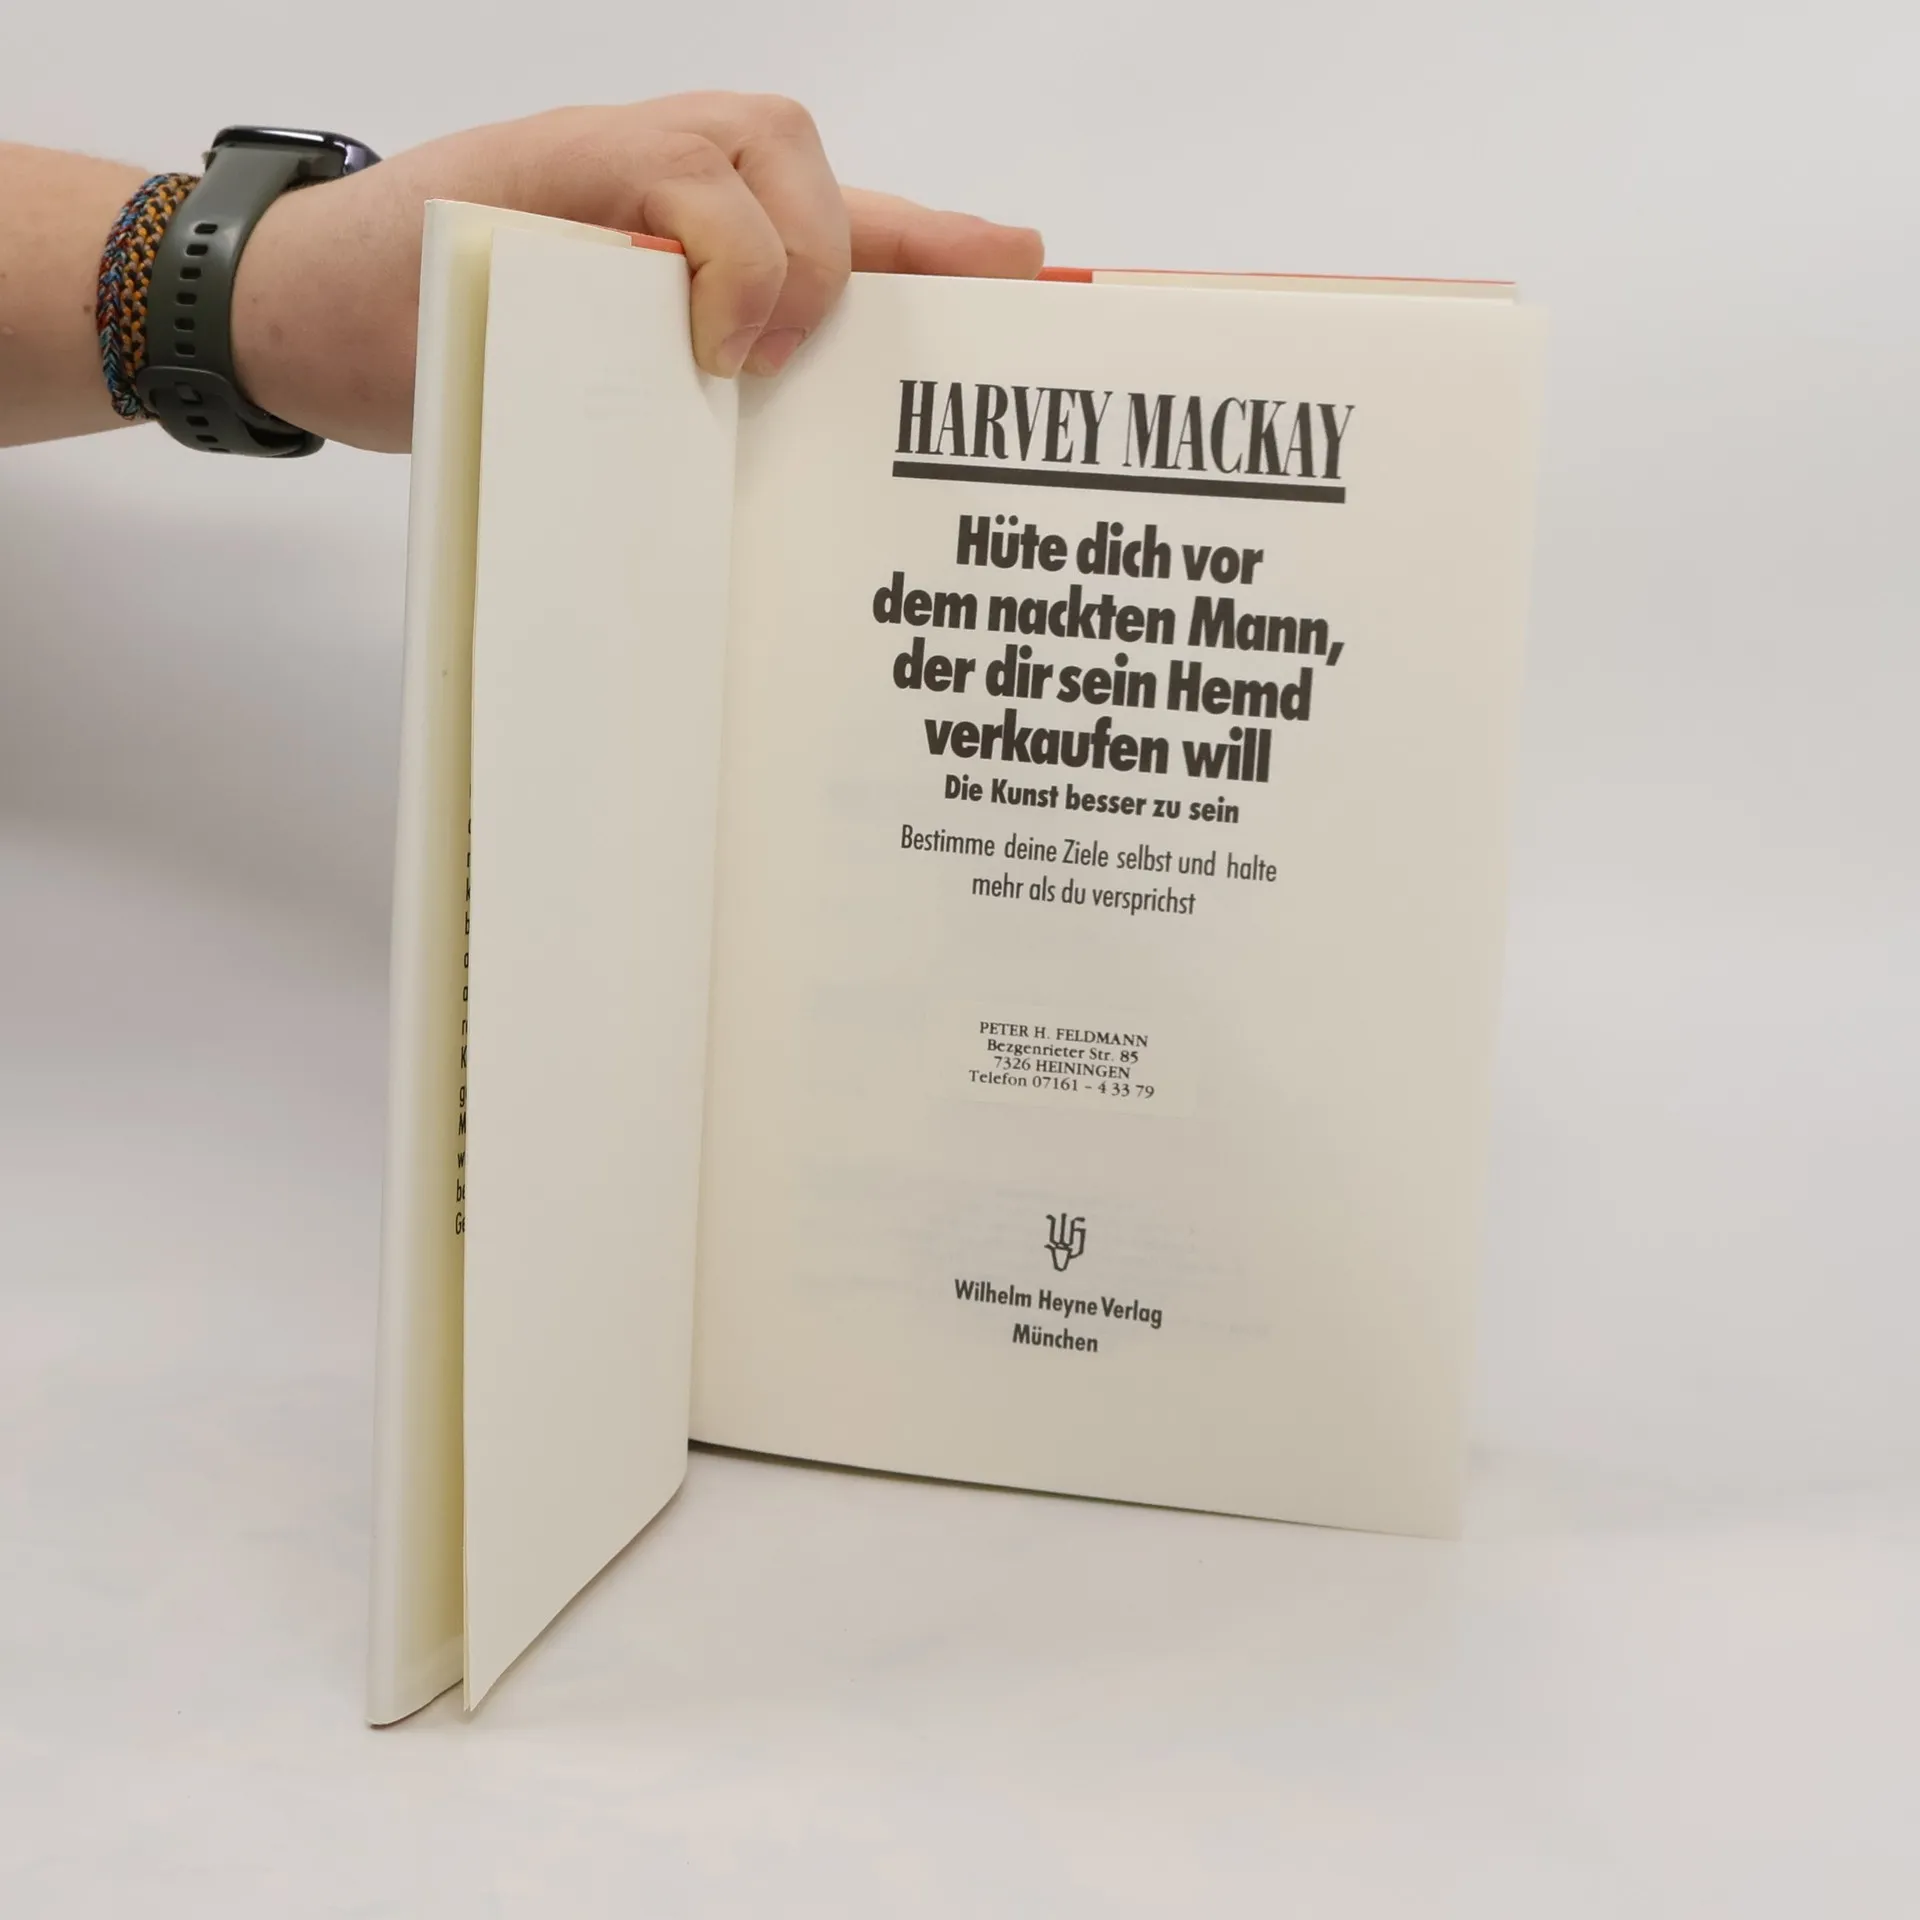 HARVEY MACKAY
Hüte dich vor
dem nackten Mann,
der dir sein Hemd
verkaufen will
Die Kunst besser zu sein
Bestimme deine Ziele selbst und halte
mehr als du versprichst
PETER H. FELDMANN
Bezgenrieter Str. 85
7326 HEININGEN
Telefon 07161 - 4 33 79
Wilhelm Heyne Verlag
München